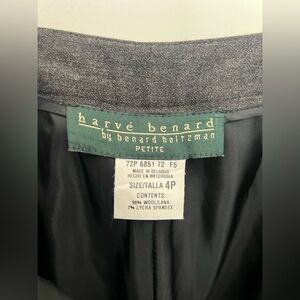 harvé benard
by benard holtzman
PETITE
72P 6851 72 F5
MADE IN BELARUS
HECHO EN BIELORUSIA
SIZE/TALLA 4P
CONTENTS:
98% WOOL/LANA
2% LYCRA SPANDEX